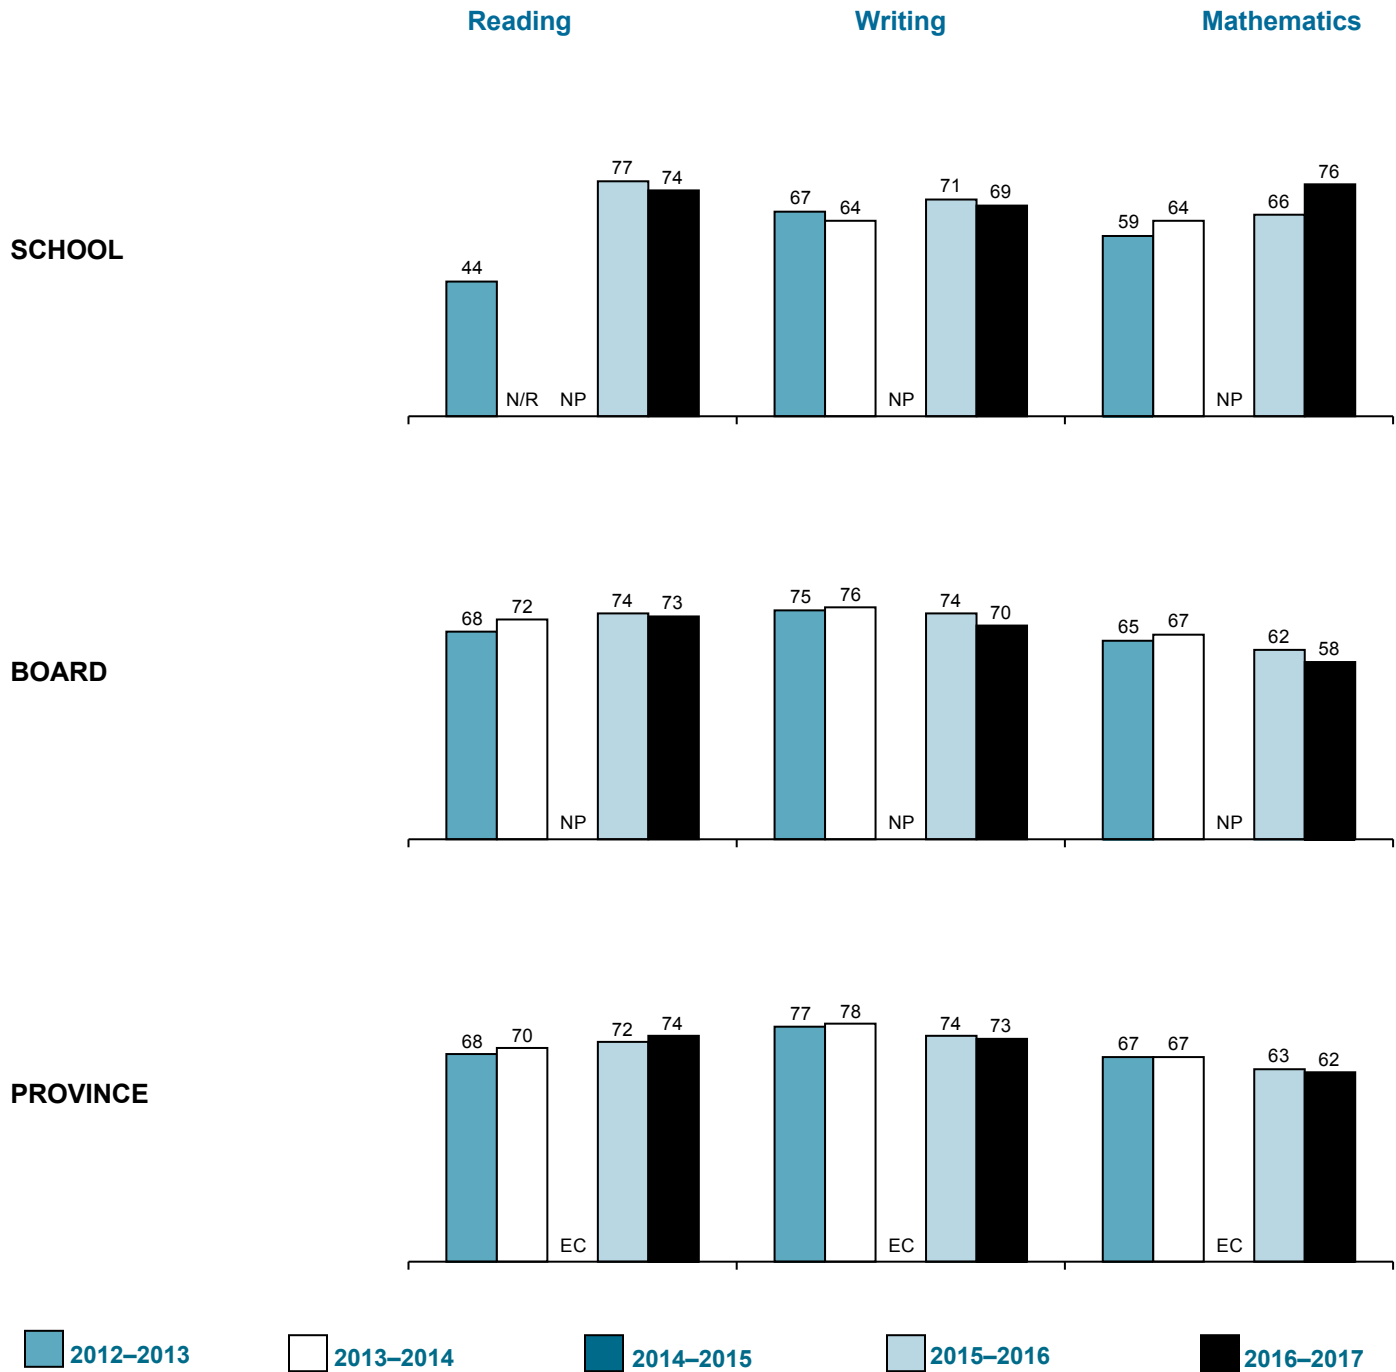 Reading Writing Mathematics
SCHOOL
44 N/R NP 77 74 67 64 NP 71 69 59 64 NP 66 76
BOARD
68 72 NP 74 73 75 76 NP 74 70 65 67 NP 62 58
PROVINCE
68 70 EC 72 74 77 78 EC 74 73 67 67 EC 63 62
2012–2013 2013–2014 2014–2015 2015–2016 2016–2017